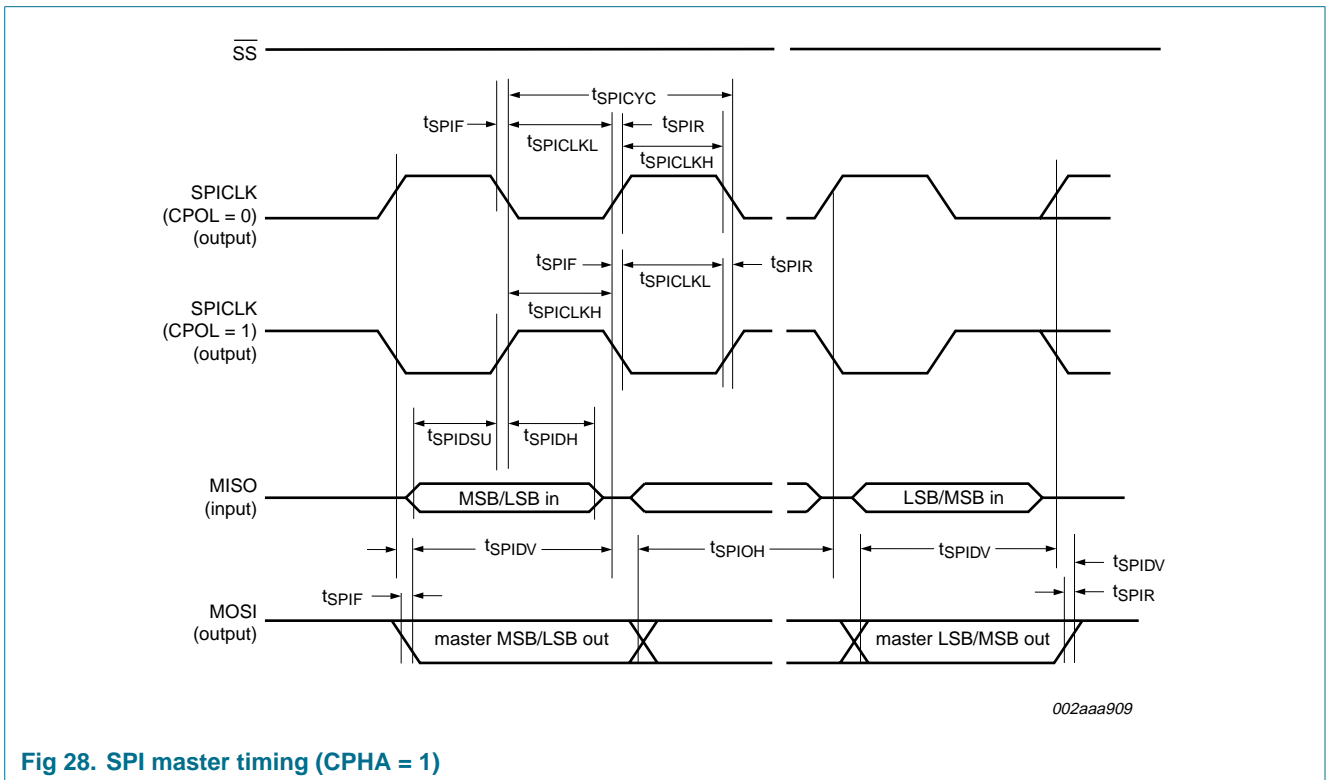 SS
tSPICYC
tSPIF
tSPIR
tSPICLKL
tSPICLKH
SPICLK
(CPOL = 0)
(output)
tSPIF
tSPICLKL
tSPIR
tSPICLKH
SPICLK
(CPOL = 1)
(output)
tSPIDSU
tSPIDH
MISO
(input)
MSB/LSB in
LSB/MSB in
tSPIDV
tSPIOH
tSPIDV
tSPIDV
tSPIF
tSPIR
MOSI
(output)
master MSB/LSB out
master LSB/MSB out
002aaa909
Fig 28. SPI master timing (CPHA = 1)